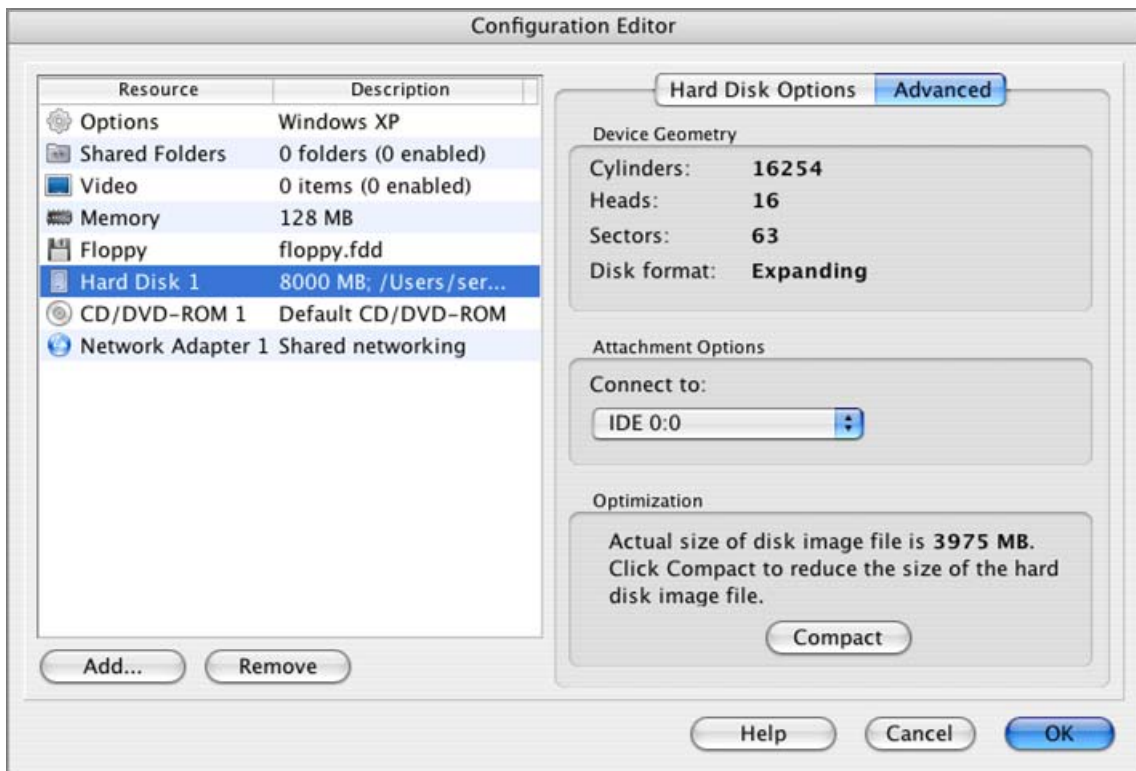 Configuration Editor
Resource Description
Options Windows XP
Shared Folders 0 folders (0 enabled)
Video 0 items (0 enabled)
Memory 128 MB
Floppy floppy.fdd
Hard Disk 1 8000 MB; /Users/ser...
CD/DVD-ROM 1 Default CD/DVD-ROM
Network Adapter 1 Shared networking
Add... Remove
Hard Disk Options Advanced
Device Geometry
Cylinders: 16254
Heads: 16
Sectors: 63
Disk format: Expanding
Attachment Options
Connect to:
IDE 0:0
Optimization
Actual size of disk image file is 3975 MB.
Click Compact to reduce the size of the hard
disk image file.
Compact
Help Cancel OK